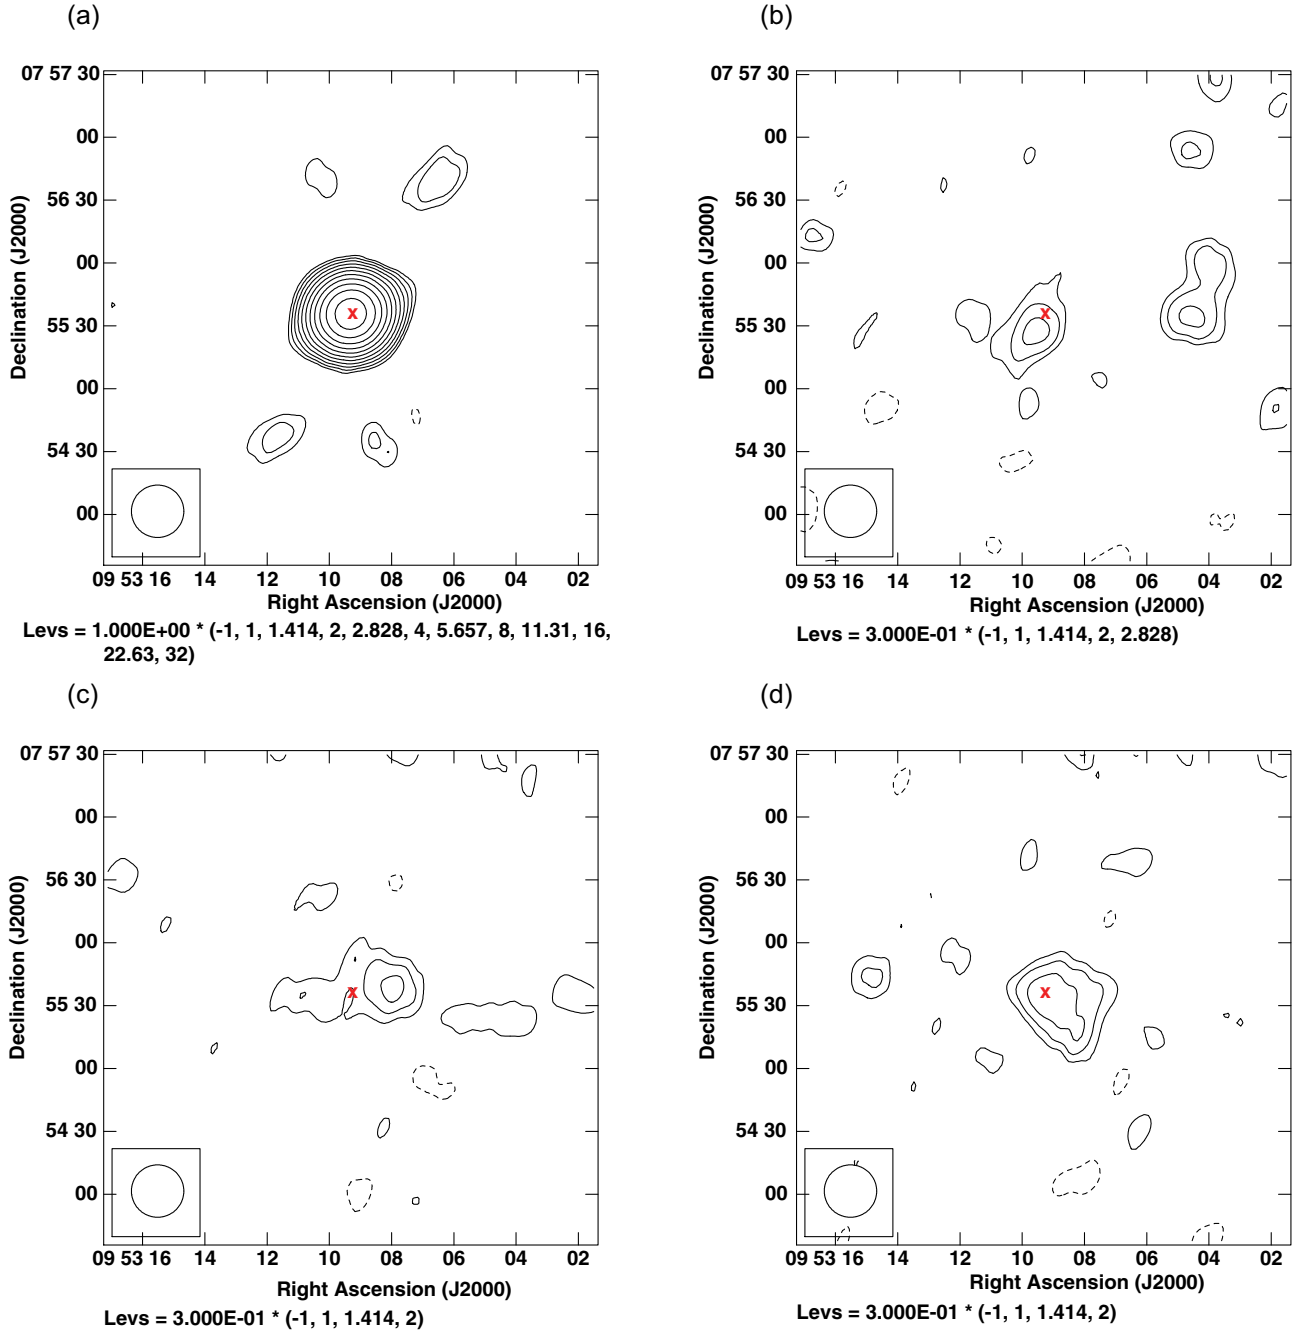 (a)
07 57 30
00
56 30
00
55 30
00
54 30
00
Declination (J2000)
X
09 53 16 14 12 10 08 06 04 02
Right Ascension (J2000)
Levs = 1.000E+00 * (-1, 1, 1.414, 2, 2.828, 4, 5.657, 8, 11.31, 16,
22.63, 32)
(b)
07 57 30
00
56 30
00
55 30
00
54 30
00
Declination (J2000)
X
09 53 16 14 12 10 08 06 04 02
Right Ascension (J2000)
Levs = 3.000E-01 * (-1, 1, 1.414, 2, 2.828)
(c)
07 57 30
00
56 30
00
55 30
00
54 30
00
Declination (J2000)
X
09 53 16 14 12 10 08 06 04 02
Right Ascension (J2000)
Levs = 3.000E-01 * (-1, 1, 1.414, 2)
(d)
07 57 30
00
56 30
00
55 30
00
54 30
00
Declination (J2000)
X
09 53 16 14 12 10 08 06 04 02
Right Ascension (J2000)
Levs = 3.000E-01 * (-1, 1, 1.414, 2)